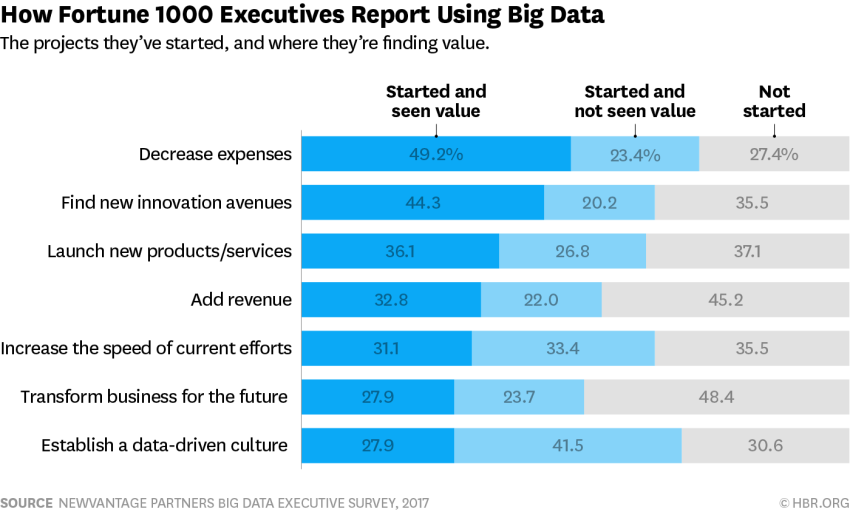 How Fortune 1000 Executives Report Using Big Data
The projects they've started, and where they're finding value.
Started and seen value
Started and not seen value
Not started
Decrease expenses 49.2% 23.4% 27.4%
Find new innovation avenues 44.3 20.2 35.5
Launch new products/services 36.1 26.8 37.1
Add revenue 32.8 22.0 45.2
Increase the speed of current efforts 31.1 33.4 35.5
Transform business for the future 27.9 23.7 48.4
Establish a data-driven culture 27.9 41.5 30.6
SOURCE NEWVANTAGE PARTNERS BIG DATA EXECUTIVE SURVEY, 2017 © HBR.ORG